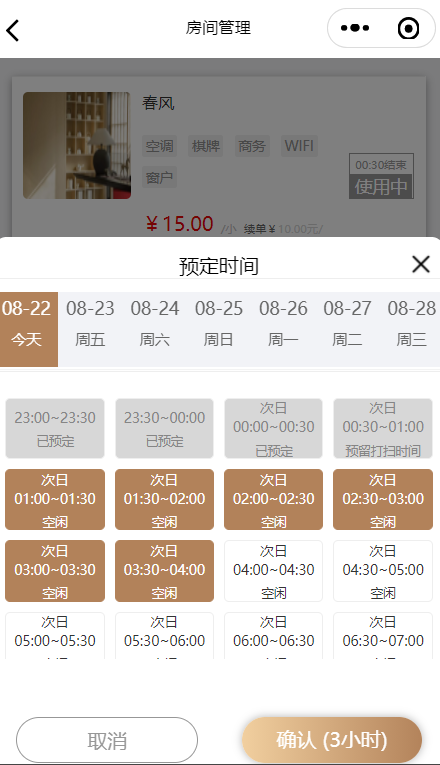 房间管理
春风
空调 棋牌 商务 WIFI
窗户
00:30结束
使用中
￥15.00 /小 续单￥10.00元/
预定时间
08-22 08-23 08-24 08-25 08-26 08-27 08-28
今天 周五 周六 周日 周一 周二 周三
23:00~23:30
已预定
23:30~00:00
已预定
次日
00:00~00:30
已预定
次日
00:30~01:00
预留打扫时间
次日
01:00~01:30
空闲
次日
01:30~02:00
空闲
次日
02:00~02:30
空闲
次日
02:30~03:00
空闲
次日
03:00~03:30
空闲
次日
03:30~04:00
空闲
次日
04:00~04:30
空闲
次日
04:30~05:00
空闲
次日
05:00~05:30
次日
05:30~06:00
次日
06:00~06:30
次日
06:30~07:00
取消 确认 (3小时)